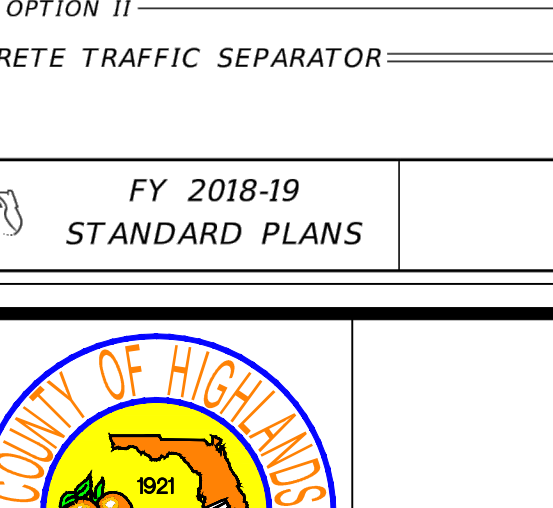 OPTION II
RETE TRAFFIC SEPARATOR
FY 2018-19
STANDARD PLANS
COUNTY OF HIGHLANDS
1921